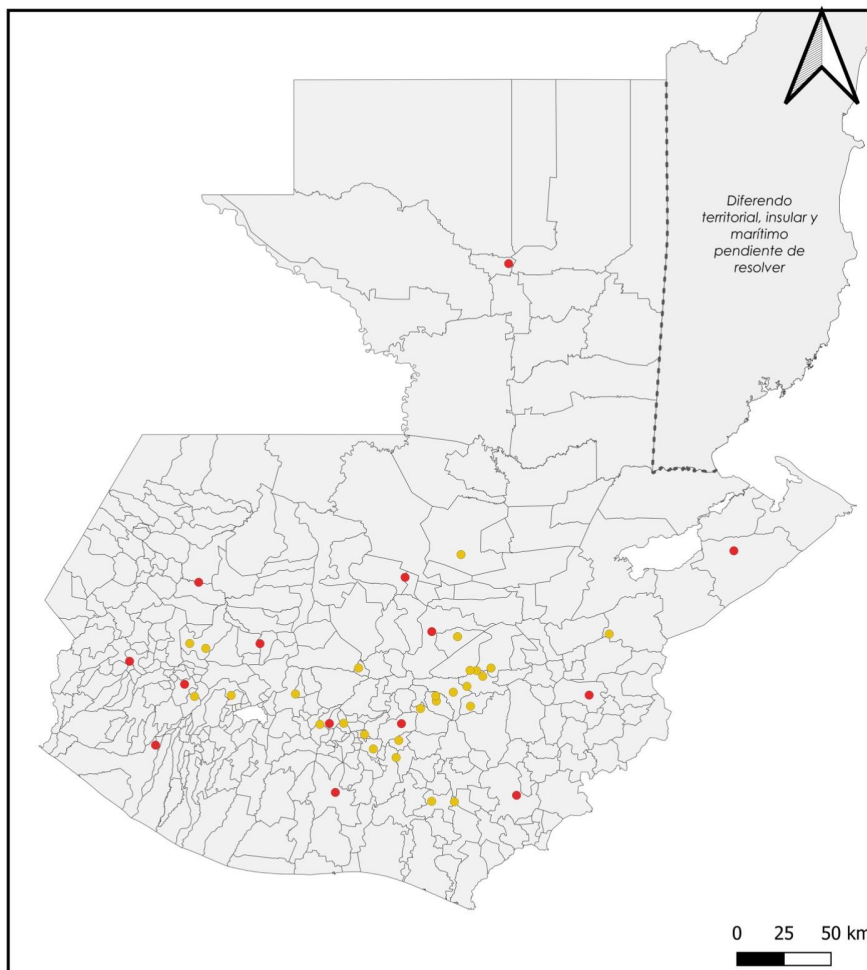 Diferendo
territorial, insular y
marítimo
pendiente de
resolver
0 25 50 km